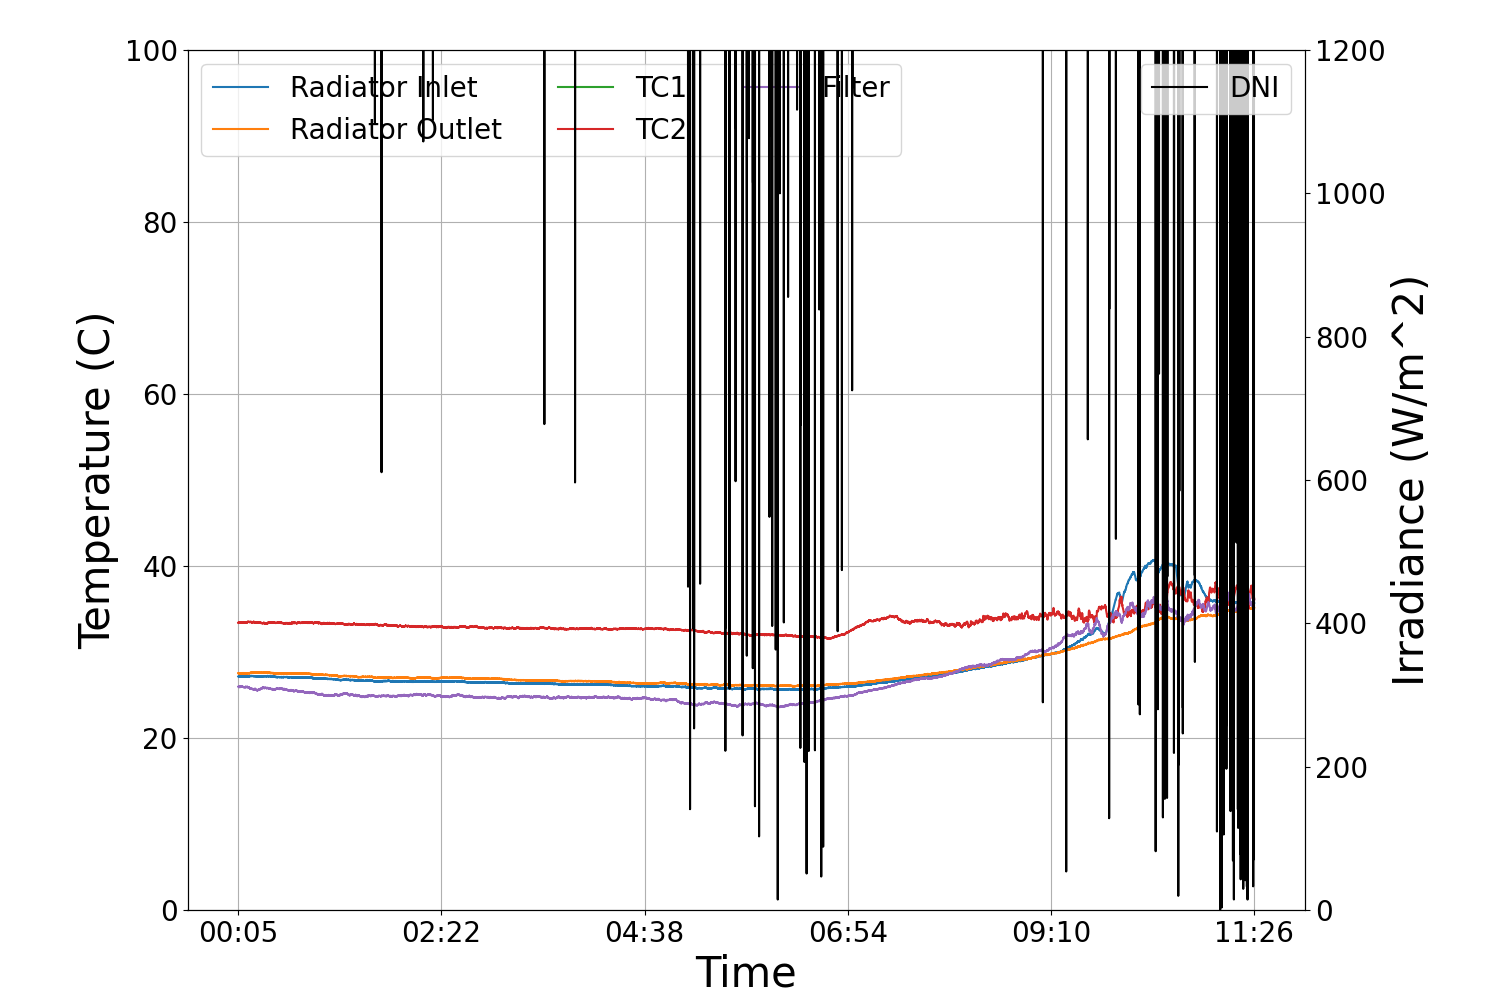 100
80
60
40
20
0
Temperature (C)
Radiator Inlet
Radiator Outlet
TC1
TC2
Filter
DNI
1200
1000
800
600
400
200
0
Irradiance (W/m^2)
00:05 02:22 04:38 06:54 09:10 11:26
Time